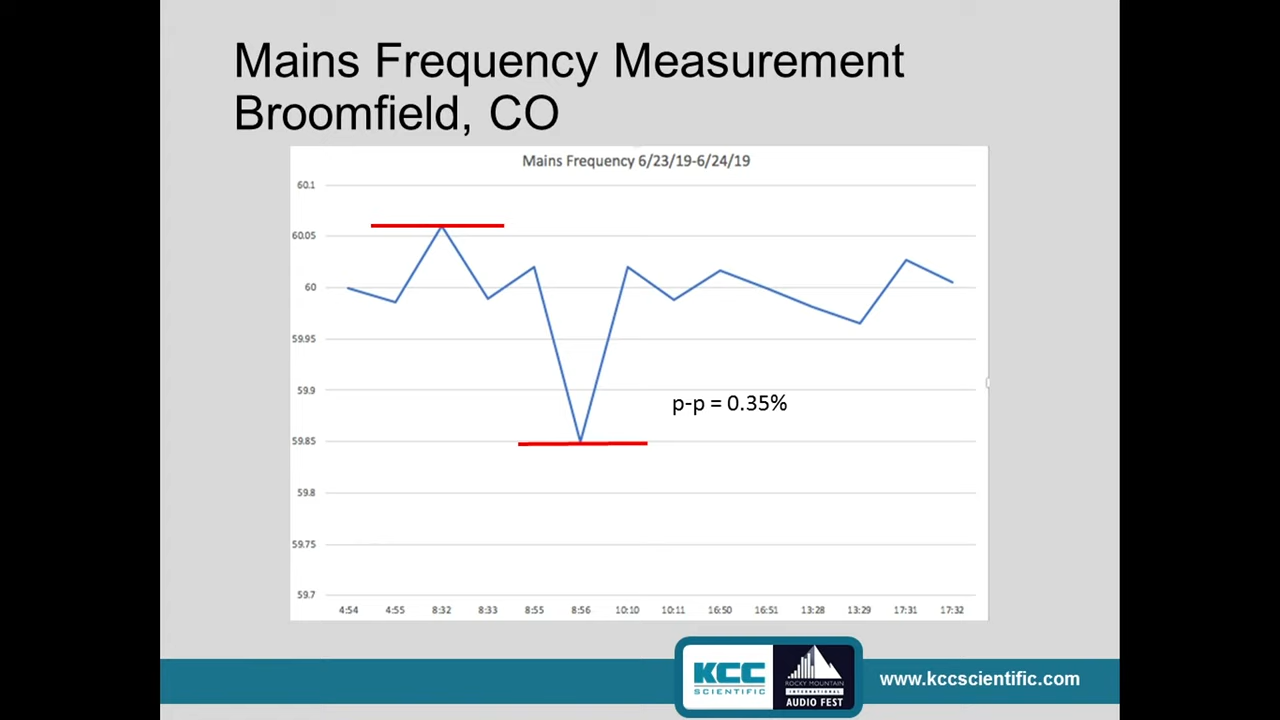 Mains Frequency Measurement
Broomfield, CO
Mains Frequency 6/23/19-6/24/19
60.1
60.05
60
59.95
59.9
p-p = 0.35%
59.85
59.8
59.75
59.7
4:54 4:55 8:32 8:33 8:55 8:56 10:10 10:11 16:50 16:51 13:28 13:29 17:31 17:32
KCC
SCIENTIFIC
ROCKY MOUNTAIN
INTERNATIONAL
AUDIO FEST
www.kccscientific.com